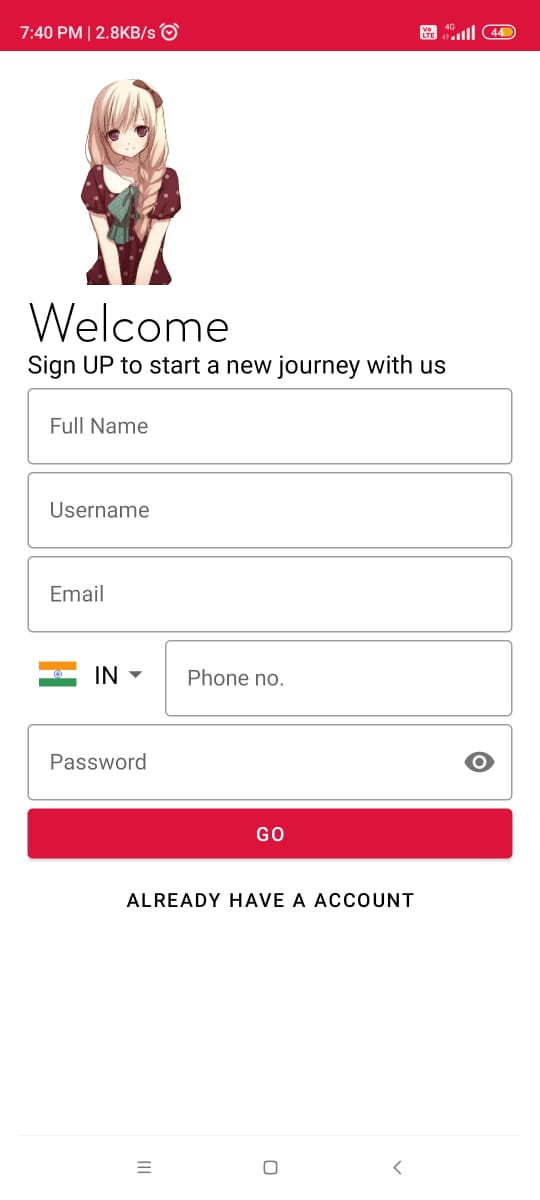 7:40 PM | 2.8KB/s
Vo LTE 4G 44
Welcome
Sign UP to start a new journey with us
Full Name
Username
Email
IN
Phone no.
Password
GO
ALREADY HAVE A ACCOUNT